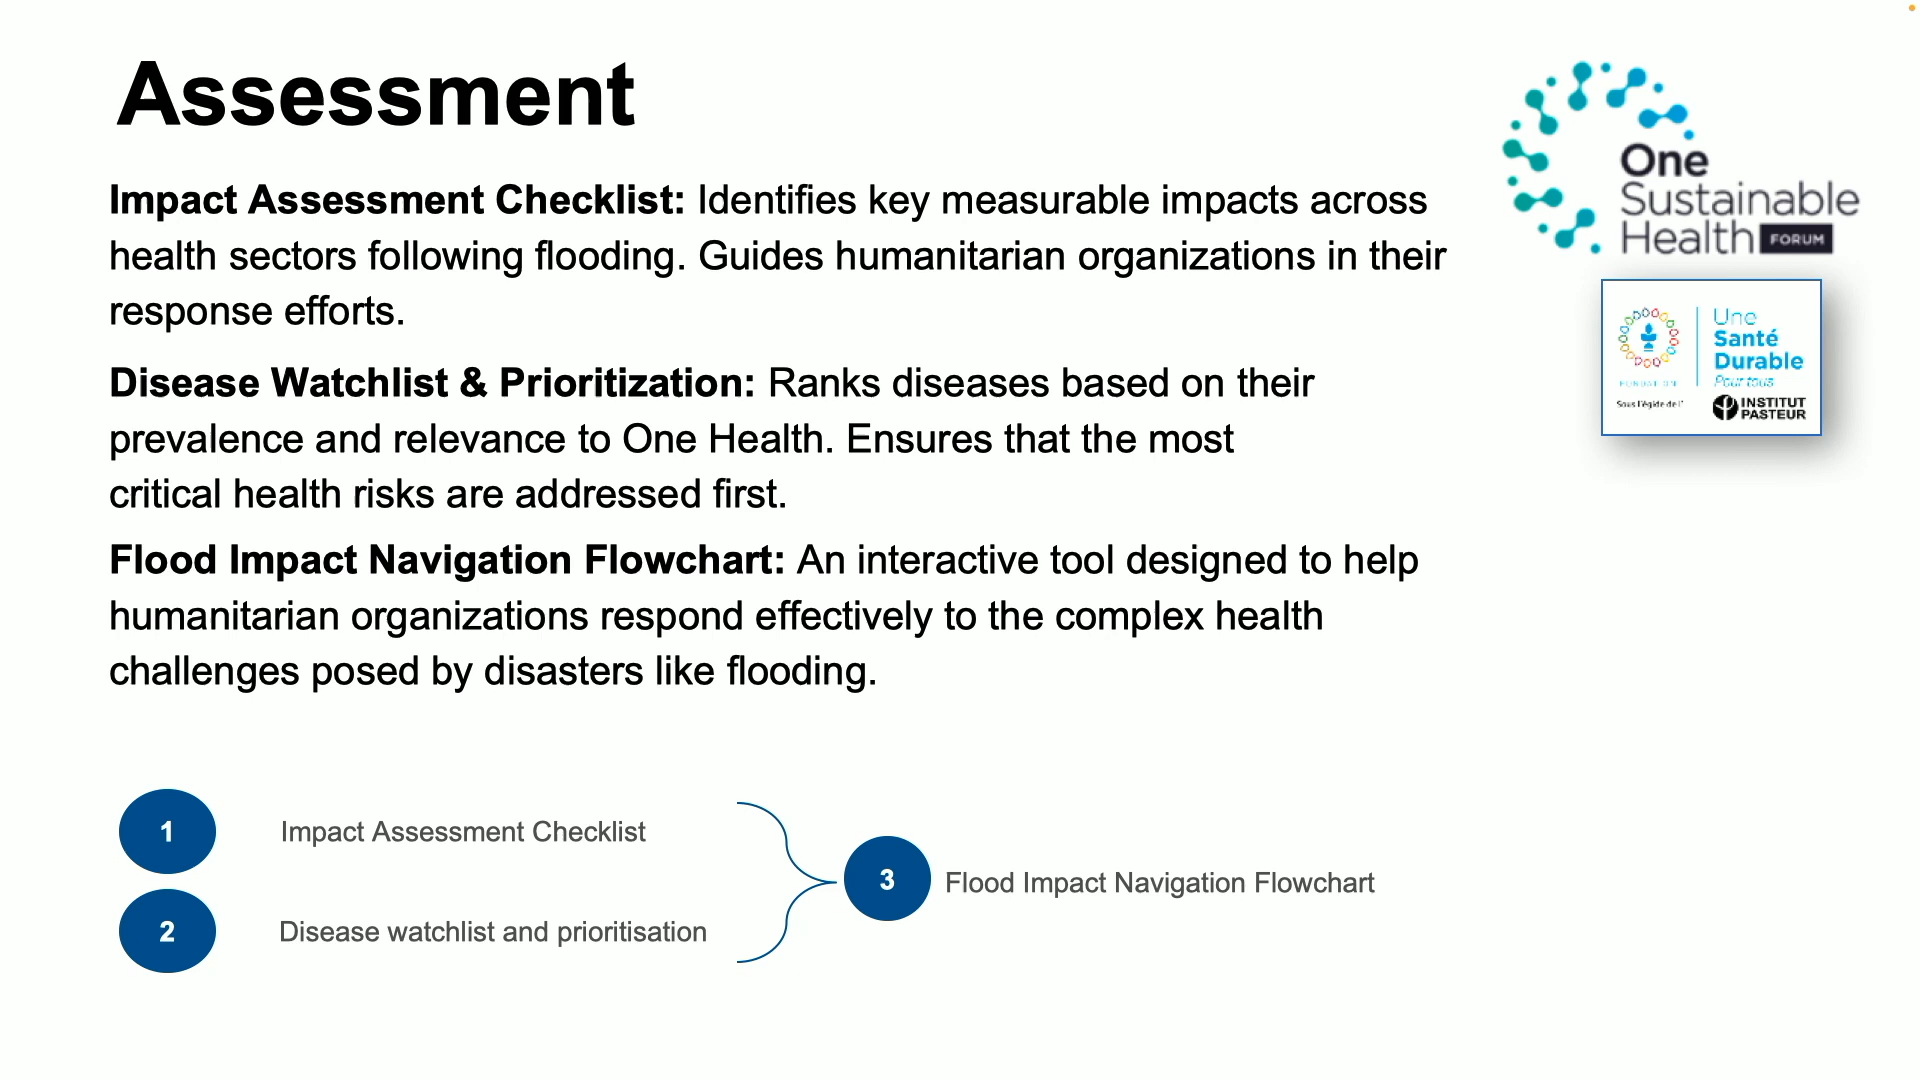 Assessment
Impact Assessment Checklist: Identifies key measurable impacts across
health sectors following flooding. Guides humanitarian organizations in their
response efforts.
Disease Watchlist & Prioritization: Ranks diseases based on their
prevalence and relevance to One Health. Ensures that the most
critical health risks are addressed first.
Flood Impact Navigation Flowchart: An interactive tool designed to help
humanitarian organizations respond effectively to the complex health
challenges posed by disasters like flooding.
1 Impact Assessment Checklist
2 Disease watchlist and prioritisation
3 Flood Impact Navigation Flowchart
One
Sustainable
Health FORUM
FONDATION
Sous l'égide de l'
Une
Santé
Durable
Pour tous
INSTITUT
PASTEUR